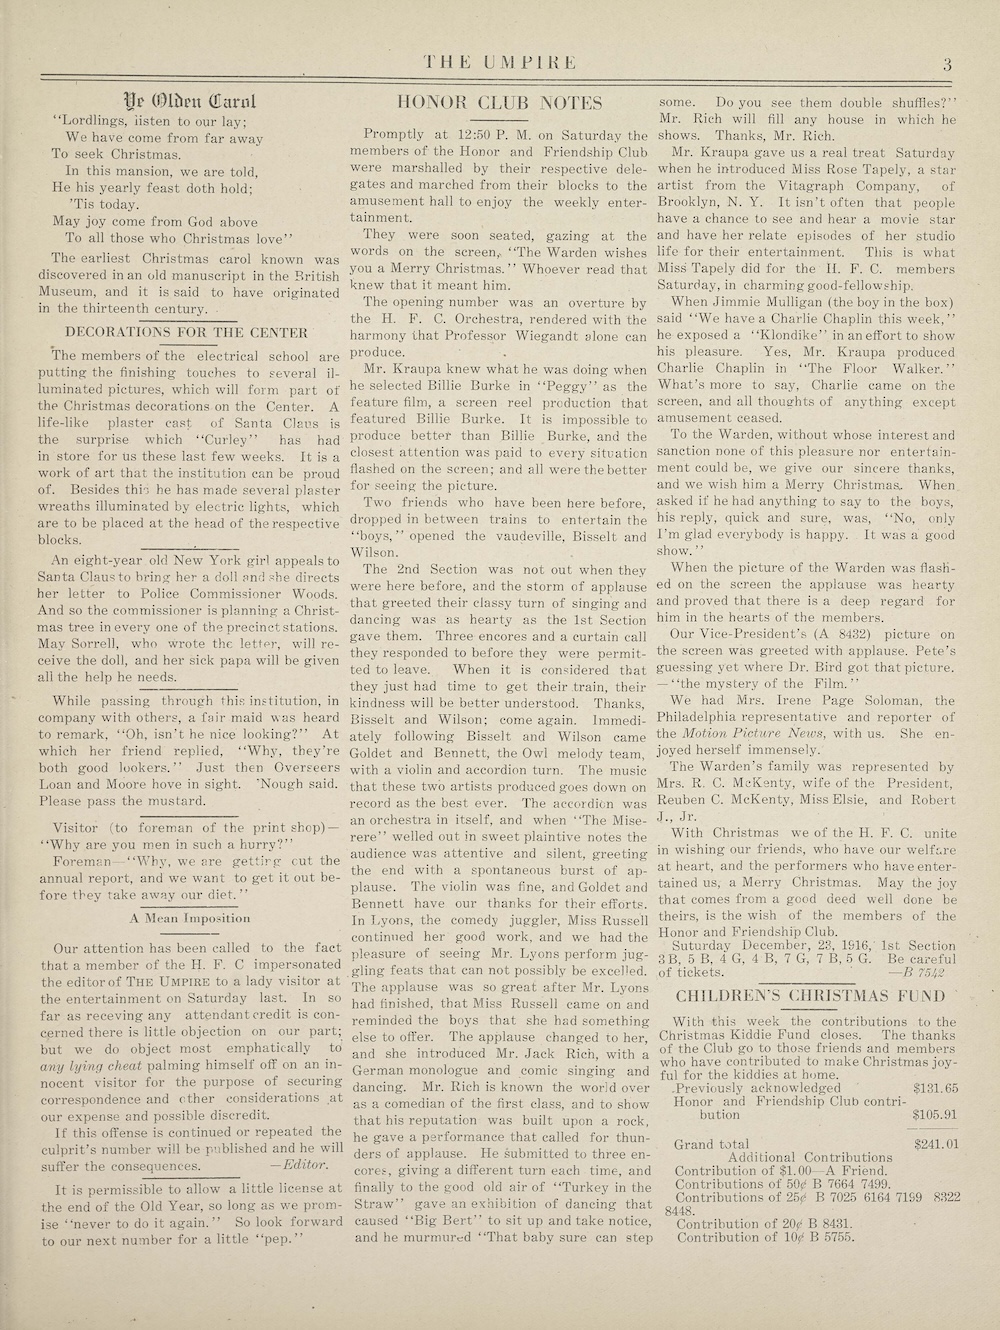 THE UMPIRE
3
Ye Olden Carol
“Lordlings, listen to our lay;
We have come from far away
To seek Christmas.
In this mansion, we are told,
He his yearly feast doth hold;
’Tis today.
May joy come from God above
To all those who Christmas love”
The earliest Christmas carol known was
discovered in an old manuscript in the British
Museum, and it is said to have originated
in the thirteenth century.
DECORATIONS FOR THE CENTER
The members of the electrical school are
putting the finishing touches to several il-
luminated pictures, which will form part of
the Christmas decorations on the Center. A
life-like plaster cast of Santa Claus is
the surprise which “Curley” has had
in store for us these last few weeks. It is a
work of art that the institution can be proud
of. Besides this he has made several plaster
wreaths illuminated by electric lights, which
are to be placed at the head of the respective
blocks.
An eight-year old New York girl appeals to
Santa Claus to bring her a doll and she directs
her letter to Police Commissioner Woods.
And so the commissioner is planning a Christ-
mas tree in every one of the precinct stations.
May Sorrell, who wrote the letter, will re-
ceive the doll, and her sick papa will be given
all the help he needs.
While passing through this institution, in
company with others, a fair maid was heard
to remark, “Oh, isn’t he nice looking?” At
which her friend replied, “Why, they’re
both good lookers.” Just then Overseers
Loan and Moore hove in sight. ’Nough said.
Please pass the mustard.
Visitor (to foreman of the print shop)—
“Why are you men in such a hurry?”
Foreman—“Why, we are getting out the
annual report, and we want to get it out be-
fore they take away our diet.”
A Mean Imposition
Our attention has been called to the fact
that a member of the H. F. C impersonated
the editor of THE UMPIRE to a lady visitor at
the entertainment on Saturday last. In so
far as receving any attendant credit is con-
cerned there is little objection on our part;
but we do object most emphatically to
any lying cheat palming himself off on an in-
nocent visitor for the purpose of securing
correspondence and other considerations at
our expense and possible discredit.
If this offense is continued or repeated the
culprit’s number will be published and he will
suffer the consequences. —Editor.
It is permissible to allow a little license at
the end of the Old Year, so long as we prom-
ise “never to do it again.” So look forward
to our next number for a little “pep.”
HONOR CLUB NOTES
Promptly at 12:50 P. M. on Saturday the
members of the Honor and Friendship Club
were marshalled by their respective dele-
gates and marched from their blocks to the
amusement hall to enjoy the weekly enter-
tainment.
They were soon seated, gazing at the
words on the screen, “The Warden wishes
you a Merry Christmas.” Whoever read that
knew that it meant him.
The opening number was an overture by
the H. F. C. Orchestra, rendered with the
harmony that Professor Wiegandt alone can
produce.
Mr. Kraupa knew what he was doing when
he selected Billie Burke in “Peggy” as the
feature film, a screen reel production that
featured Billie Burke. It is impossible to
produce better than Billie Burke, and the
closest attention was paid to every situation
flashed on the screen; and all were the better
for seeing the picture.
Two friends who have been here before,
dropped in between trains to entertain the
“boys,” opened the vaudeville, Bisselt and
Wilson.
The 2nd Section was not out when they
were here before, and the storm of applause
that greeted their classy turn of singing and
dancing was as hearty as the 1st Section
gave them. Three encores and a curtain call
they responded to before they were permit-
ted to leave. When it is considered that
they just had time to get their train, their
kindness will be better understood. Thanks,
Bisselt and Wilson; come again. Immedi-
ately following Bisselt and Wilson came
Goldet and Bennett, the Owl melody team,
with a violin and accordion turn. The music
that these two artists produced goes down on
record as the best ever. The accordion was
an orchestra in itself, and when “The Mise-
rere” welled out in sweet plaintive notes the
audience was attentive and silent, greeting
the end with a spontaneous burst of ap-
plause. The violin was fine, and Goldet and
Bennett have our thanks for their efforts.
In Lyons, the comedy juggler, Miss Russell
continued her good work, and we had the
pleasure of seeing Mr. Lyons perform jug-
gling feats that can not possibly be excelled.
The applause was so great after Mr. Lyons
had finished, that Miss Russell came on and
reminded the boys that she had something
else to offer. The applause changed to her,
and she introduced Mr. Jack Rich, with a
German monologue and comic singing and
dancing. Mr. Rich is known the world over
as a comedian of the first class, and to show
that his reputation was built upon a rock,
he gave a performance that called for thun-
ders of applause. He submitted to three en-
cores, giving a different turn each time, and
finally to the good old air of “Turkey in the
Straw” gave an exhibition of dancing that
caused “Big Bert” to sit up and take notice,
and he murmured “That baby sure can step
some. Do you see them double shuffles?”
Mr. Rich will fill any house in which he
shows. Thanks, Mr. Rich.
Mr. Kraupa gave us a real treat Saturday
when he introduced Miss Rose Tapely, a star
artist from the Vitagraph Company, of
Brooklyn, N. Y. It isn’t often that people
have a chance to see and hear a movie star
and have her relate episodes of her studio
life for their entertainment. This is what
Miss Tapely did for the H. F. C. members
Saturday, in charming good-fellowship.
When Jimmie Mulligan (the boy in the box)
said “We have a Charlie Chaplin this week,”
he exposed a “Klondike” in an effort to show
his pleasure. Yes, Mr. Kraupa produced
Charlie Chaplin in “The Floor Walker.”
What’s more to say, Charlie came on the
screen, and all thoughts of anything except
amusement ceased.
To the Warden, without whose interest and
sanction none of this pleasure nor entertain-
ment could be, we give our sincere thanks,
and we wish him a Merry Christmas. When
asked if he had anything to say to the boys,
his reply, quick and sure, was, “No, only
I’m glad everybody is happy. It was a good
show.”
When the picture of the Warden was flash-
ed on the screen the applause was hearty
and proved that there is a deep regard for
him in the hearts of the members.
Our Vice-President’s (A 8432) picture on
the screen was greeted with applause. Pete’s
guessing yet where Dr. Bird got that picture.
—“the mystery of the Film.”
We had Mrs. Irene Page Soloman, the
Philadelphia representative and reporter of
the Motion Picture News, with us. She en-
joyed herself immensely.
The Warden’s family was represented by
Mrs. R. C. McKenty, wife of the President,
Reuben C. McKenty, Miss Elsie, and Robert
J., Jr.
With Christmas we of the H. F. C. unite
in wishing our friends, who have our welfare
at heart, and the performers who have enter-
tained us, a Merry Christmas. May the joy
that comes from a good deed well done be
theirs, is the wish of the members of the
Honor and Friendship Club.
Suturday December, 23, 1916, 1st Section
3 B, 5 B, 4 G, 4 B, 7 G, 7 B, 5 G. Be careful
of tickets. —B 7542
CHILDREN’S CHRISTMAS FUND
With this week the contributions to the
Christmas Kiddie Fund closes. The thanks
of the Club go to those friends and members
who have contributed to make Christmas joy-
ful for the kiddies at home.
Previously acknowledged $131.65
Honor and Friendship Club contri-
bution $105.91
Grand total $241.01
Additional Contributions
Contribution of $1.00—A Friend.
Contributions of 50¢ B 7664 7499.
Contributions of 25¢ B 7025 6164 7199 8322
8448.
Contribution of 20¢ B 8431.
Contribution of 10¢ B 5755.